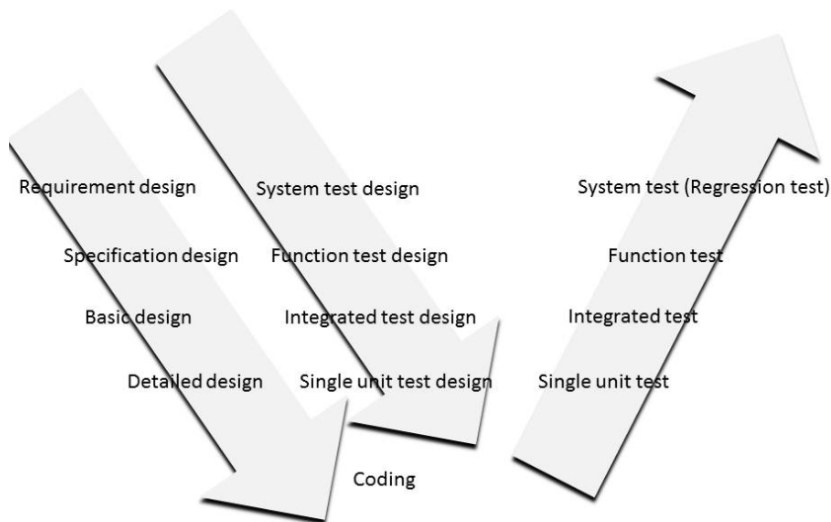 Requirement design
System test design
System test (Regression test)
Specification design
Function test design
Function test
Basic design
Integrated test design
Integrated test
Detailed design
Single unit test design
Single unit test
Coding